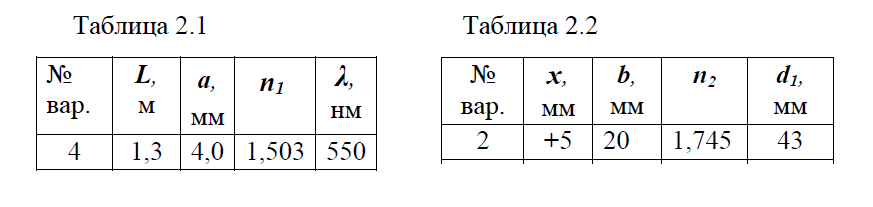 Таблица 2.1
№ вар. L, м a, мм n1 λ, нм
4 1,3 4,0 1,503 550
Таблица 2.2
№ вар. x, мм b, мм n2 d1, мм
2 +5 20 1,745 43